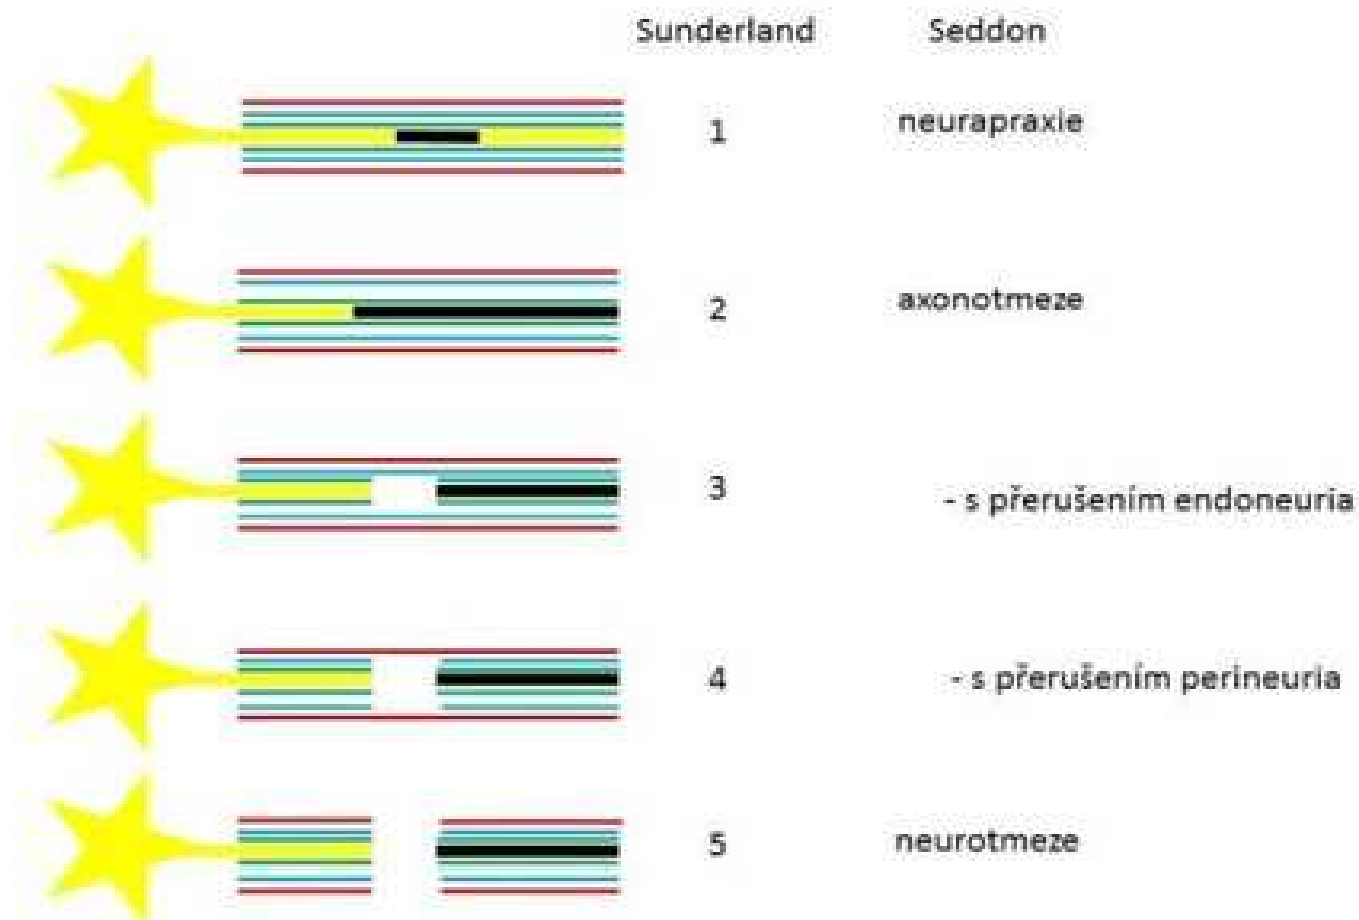 Sunderland Seddon
1 neurapraxie
2 axonotmeze
3 - s přerušením endoneuria
4 - s přerušením perineuria
5 neurotmeze